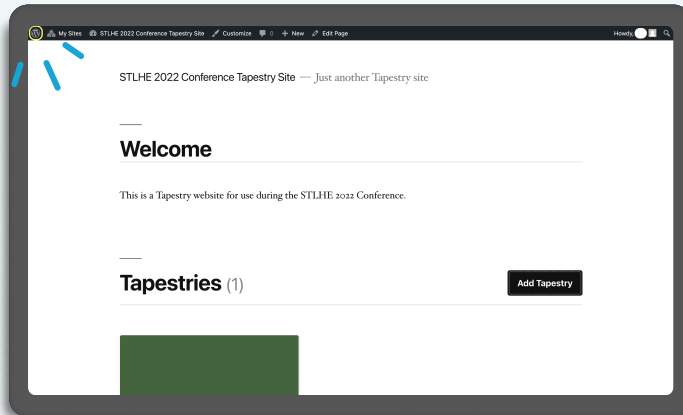 My Sites STLHE 2022 Conference Tapestry Site Customize 0 New Edit Page Howdy,
STLHE 2022 Conference Tapestry Site — Just another Tapestry site
Welcome
This is a Tapestry website for use during the STLHE 2022 Conference.
Tapestries (1) Add Tapestry